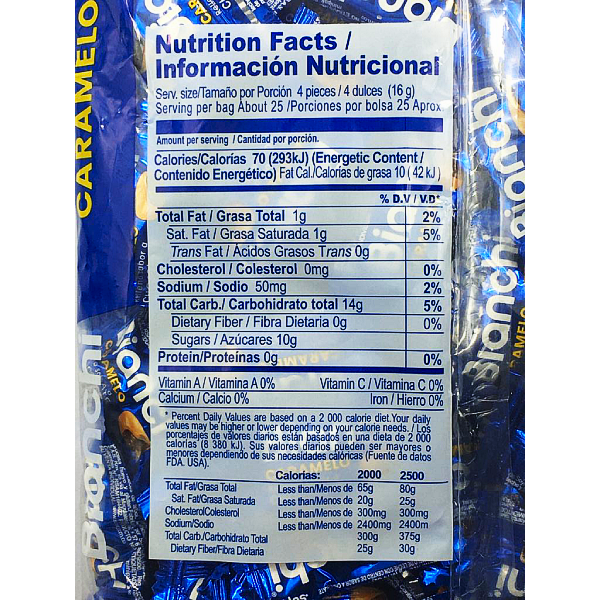 CARAMELO
Bianchi
Nutrition Facts /
Información Nutricional
Serv. size/Tamaño por Porción 4 pieces / 4 dulces (16 g)
Serving per bag About 25 /Porciones por bolsa 25 Aprox
Amount per serving / Cantidad por porción.
Calories/Calorías 70 (293kJ) (Energetic Content /
Contenido Energético) Fat Cal./Calorías de grasa 10 ( 42 kJ )
% D.V / V.D*
Total Fat / Grasa Total 1g 2%
Sat. Fat / Grasa Saturada 1g 5%
Trans Fat / Ácidos Grasos Trans 0g
Cholesterol / Colesterol 0mg 0%
Sodium / Sodio 50mg 2%
Total Carb./ Carbohidrato total 14g 5%
Dietary Fiber / Fibra Dietaria 0g 0%
Sugars / Azúcares 10g
Protein/Proteínas 0g 0%
Vitamin A / Vitamina A 0% Vitamin C / Vitamina C 0%
Calcium / Calcio 0% Iron / Hierro 0%
* Percent Daily Values are based on a 2 000 calorie diet.Your daily
values may be higher or lower depending on your calorie needs. / Los
porcentajes de válores diarios están basados en una dieta de 2 000
calorías (8 380 kJ). Sus valores diarios pueden ser mayores o
menores dependiendo de sus necesidades calóricas (Fuente de datos
FDA. USA).
Calorías: 2000 2500
Total Fat/Grasa Total Less than/Menos de 65g 80g
Sat. Fat/Grasa Saturada Less than/Menos de 20g 25g
CholesterolColesterol Less than/Menos de 300mg 300mg
Sodium/Sodio Less than/Menos de 2400mg 2400m
Total Carb./Carbohidrato Total 300g 375g
Dietary Fiber/Fibra Dietaria 25g 30g
Bianchi
Bianchi
CARAMELO
CARAMELO